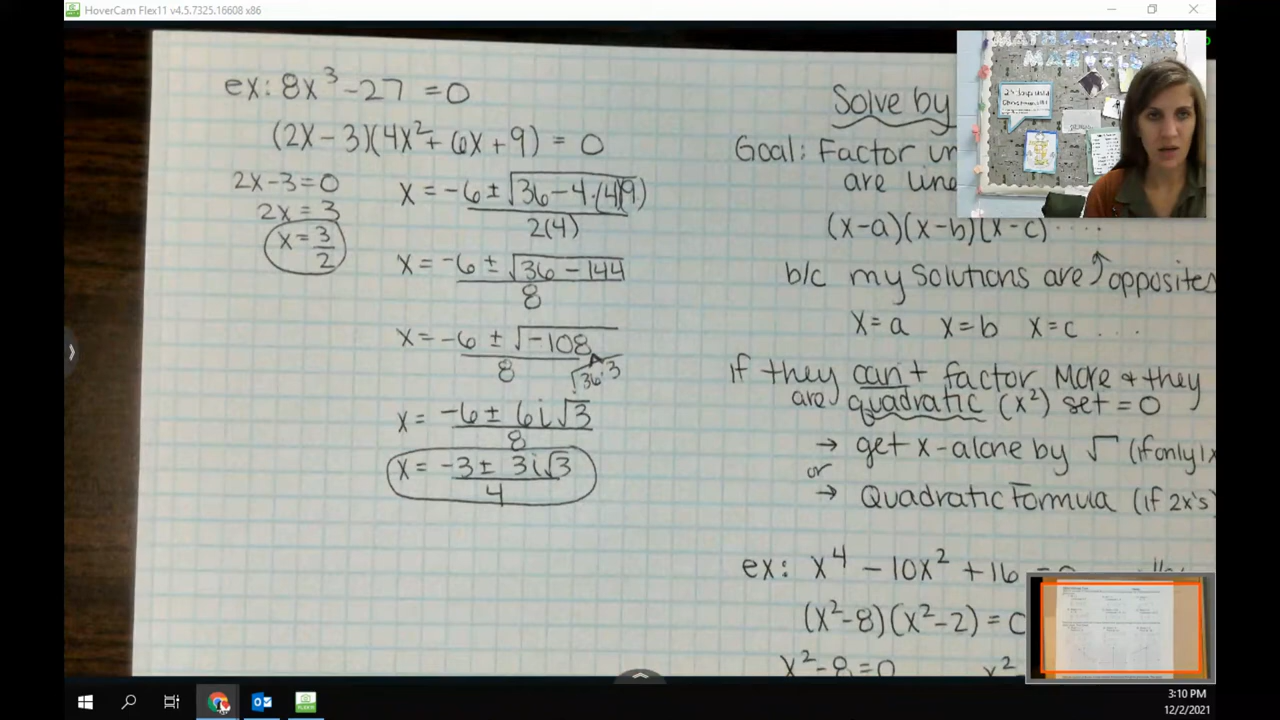 HoverCam Flex11 v4.5.7325.16608 x86
ex: 8x³ - 27 = 0
(2x - 3)(4x² + 6x + 9) = 0
2x - 3 = 0
2x = 3
x = 3/2
x = -6 ± √36 - 4·(4)(9)
2(4)
x = -6 ± √36 - 144
8
x = -6 ± √-108
8
√36·3
x = -6 ± 6i√3
8
x = -3 ± 3i√3
4
Solve by
Goal: Factor
are
(x-a)(x-b)(x-c) ....
b/c my solutions are opposites
x=a x=b x=c ...
If they can't factor more & they
are quadratic (x²) set = 0
→ get x-alone by √ (if only 1x
or
→ Quadratic Formula (if 2x's)
ex: x⁴ - 10x² + 16 = 0
(x²-8)(x²-2) = 0
x²-8=0 x²
3:10 PM
12/2/2021